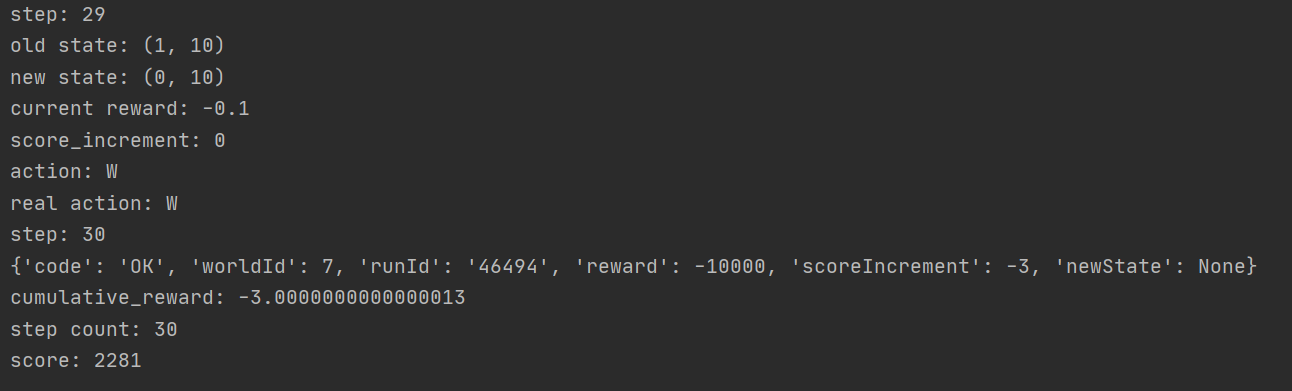 step: 29
old state: (1, 10)
new state: (0, 10)
current reward: -0.1
score_increment: 0
action: W
real action: W
step: 30
{'code': 'OK', 'worldId': 7, 'runId': '46494', 'reward': -10000, 'scoreIncrement': -3, 'newState': None}
cumulative_reward: -3.0000000000000013
step count: 30
score: 2281